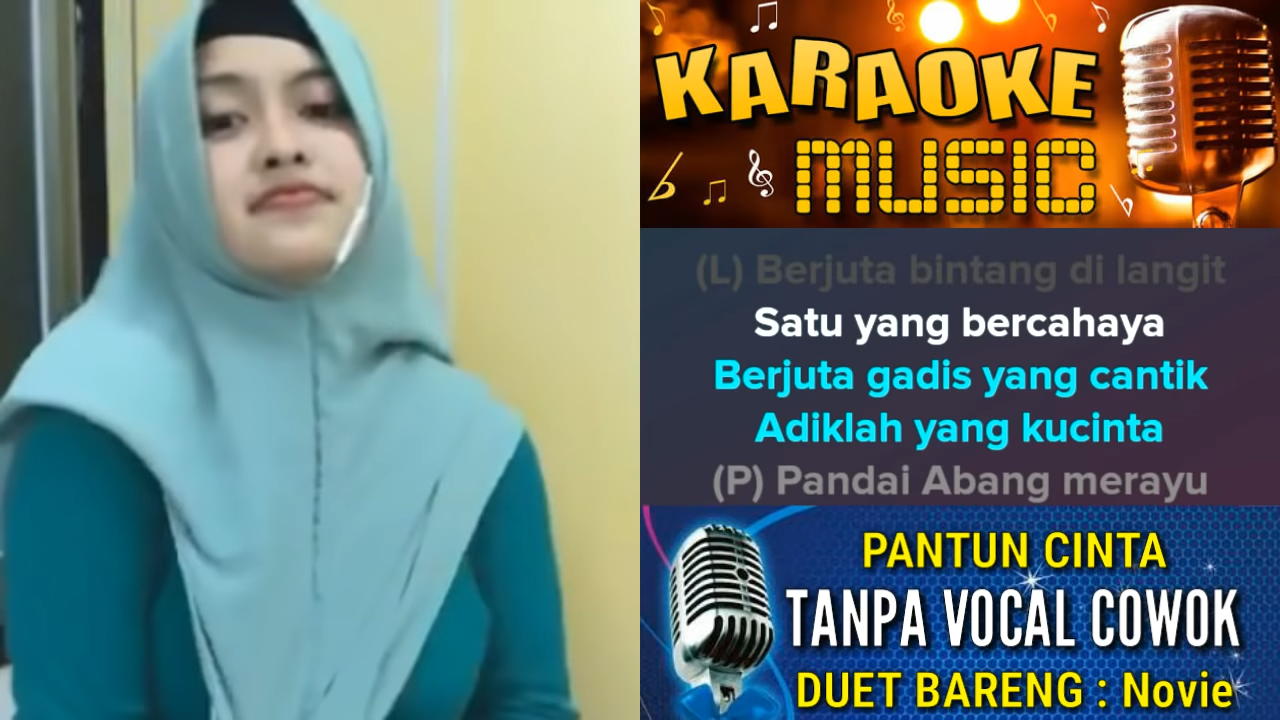 KARAOKE
MUSIC
(L) Berjuta bintang di langit
Satu yang bercahaya
Berjuta gadis yang cantik
Adiklah yang kucinta
(P) Pandai Abang merayu
PANTUN CINTA
TANPA VOCAL COWOK
DUET BARENG : Novie